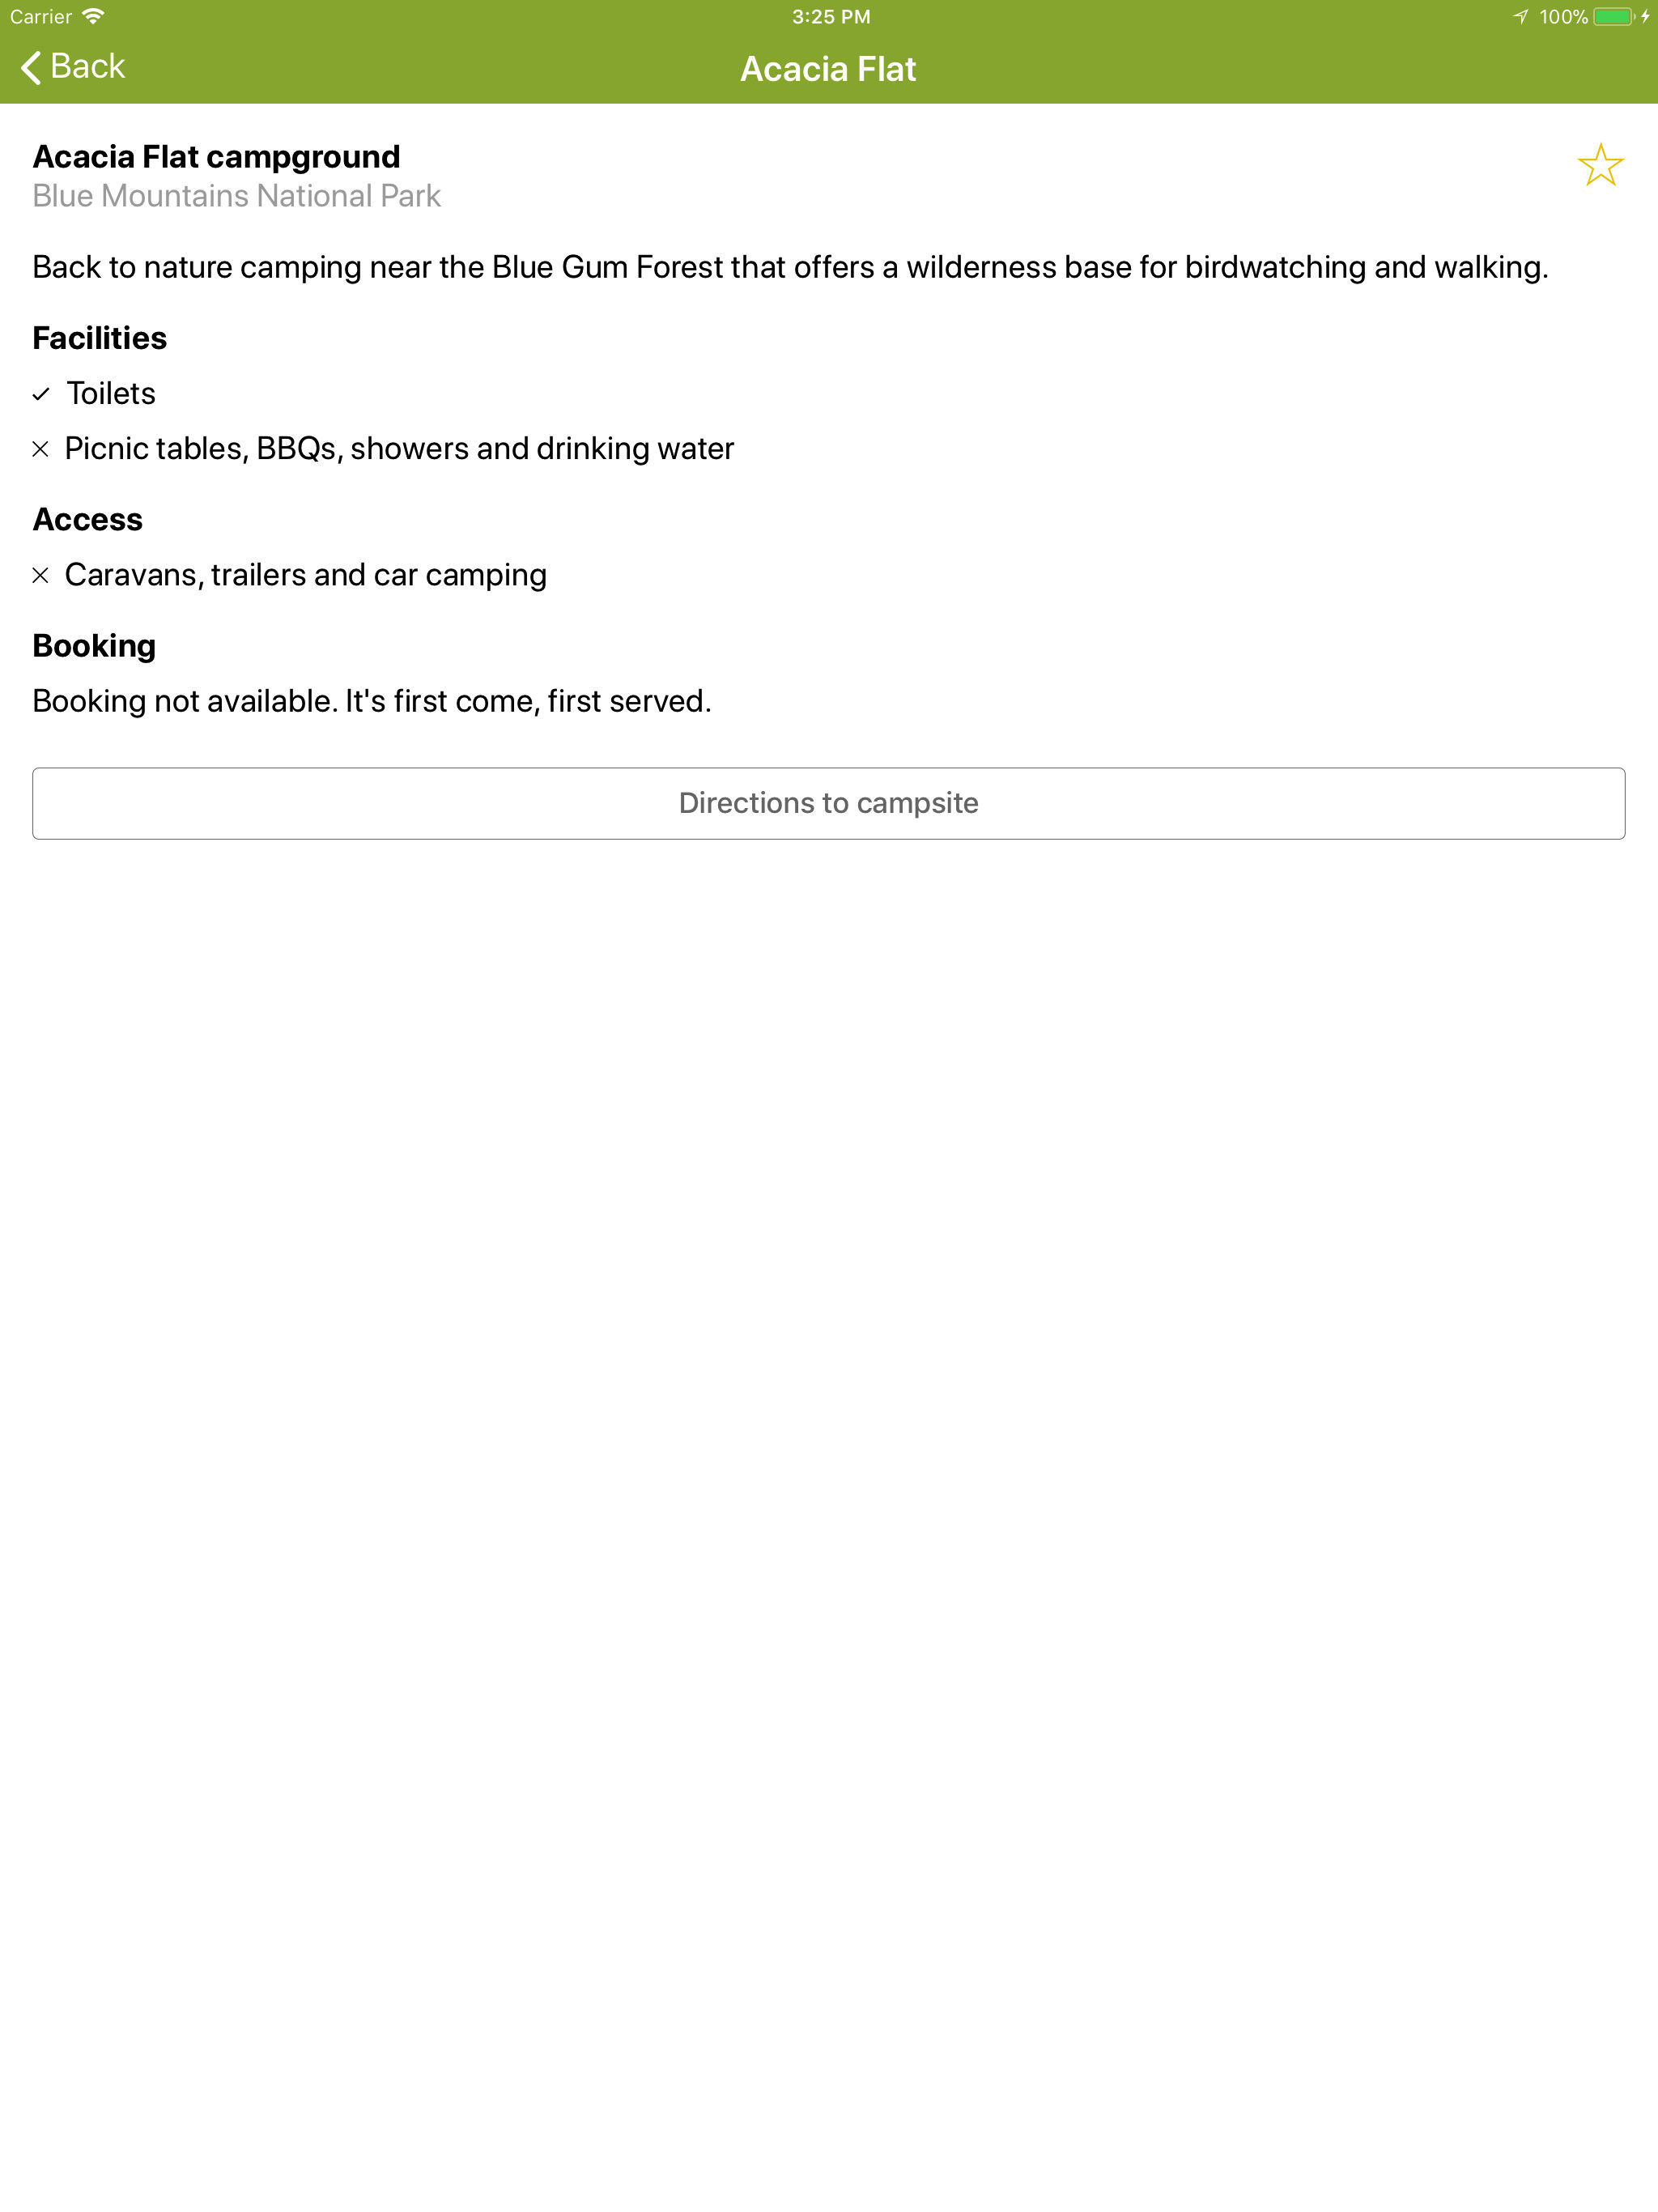 Carrier 3:25 PM 100%
Back Acacia Flat
Acacia Flat campground
Blue Mountains National Park
Back to nature camping near the Blue Gum Forest that offers a wilderness base for birdwatching and walking.
Facilities
Toilets
Picnic tables, BBQs, showers and drinking water
Access
Caravans, trailers and car camping
Booking
Booking not available. It's first come, first served.
Directions to campsite